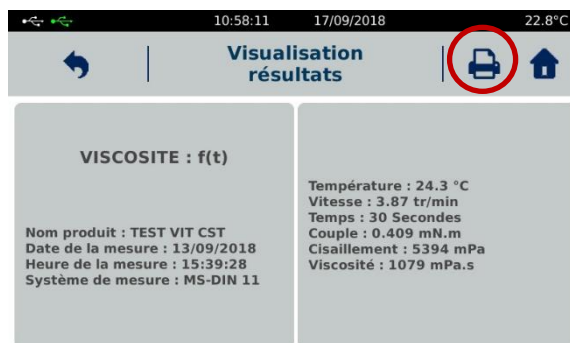 10:58:11 17/09/2018 22.8°C
Visualisation
résultats
VISCOSITE : f(t)
Nom produit : TEST VIT CST
Date de la mesure : 13/09/2018
Heure de la mesure : 15:39:28
Système de mesure : MS-DIN 11
Température : 24.3 °C
Vitesse : 3.87 tr/min
Temps : 30 Secondes
Couple : 0.409 mN.m
Cisaillement : 5394 mPa
Viscosité : 1079 mPa.s